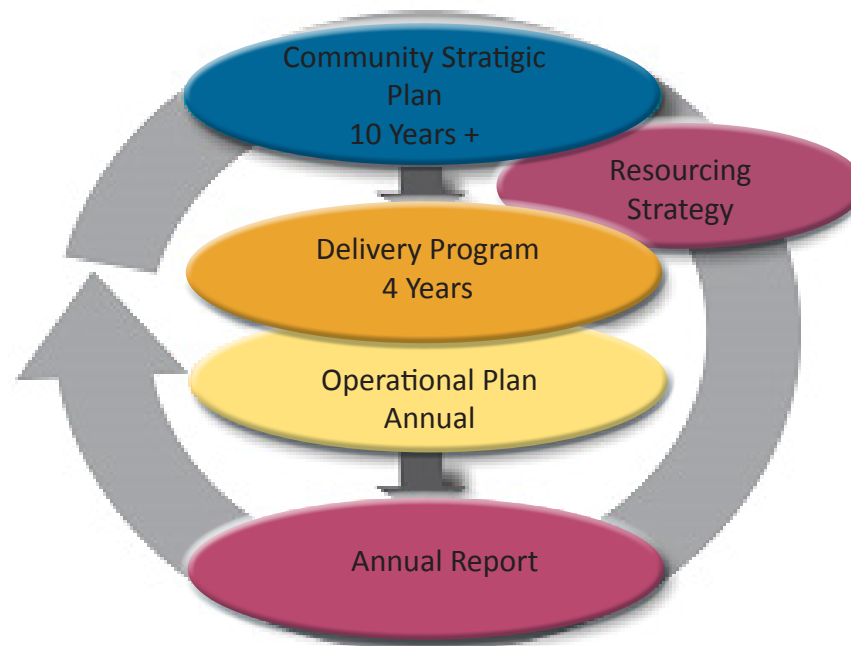 Community Stratigic
Plan
10 Years +
Resourcing
Strategy
Delivery Program
4 Years
Operational Plan
Annual
Annual Report